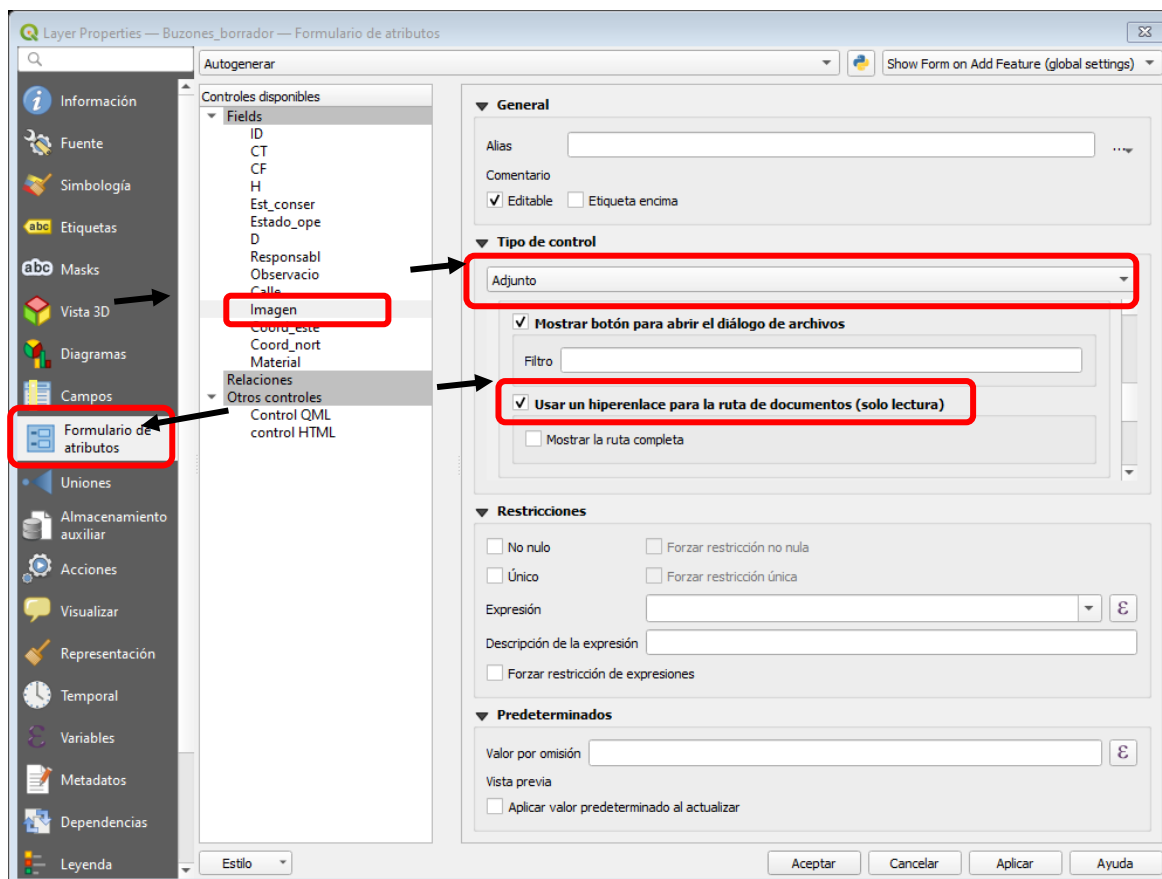 Layer Properties — Buzones_borrador — Formulario de atributos
Autogenerar
Show Form on Add Feature (global settings)
Información
Fuente
Simbología
abc Etiquetas
abc Masks
Vista 3D
Diagramas
Campos
Formulario de
atributos
Uniones
Almacenamiento
auxiliar
Acciones
Visualizar
Representación
Temporal
Variables
Metadatos
Dependencias
Leyenda
Controles disponibles
Fields
ID
CT
CF
H
Est_conser
Estado_ope
D
Responsabl
Observacio
Calle
Imagen
Coord_este
Coord_nort
Material
Relaciones
Otros controles
Control QML
control HTML
General
Alias
...
Comentario
Editable
Etiqueta encima
Tipo de control
Adjunto
Mostrar botón para abrir el diálogo de archivos
Filtro
Usar un hiperenlace para la ruta de documentos (solo lectura)
Mostrar la ruta completa
Restricciones
No nulo
Forzar restricción no nula
Único
Forzar restricción única
Expresión
ε
Descripción de la expresión
Forzar restricción de expresiones
Predeterminados
Valor por omisión
ε
Vista previa
Aplicar valor predeterminado al actualizar
Estilo
Aceptar
Cancelar
Aplicar
Ayuda